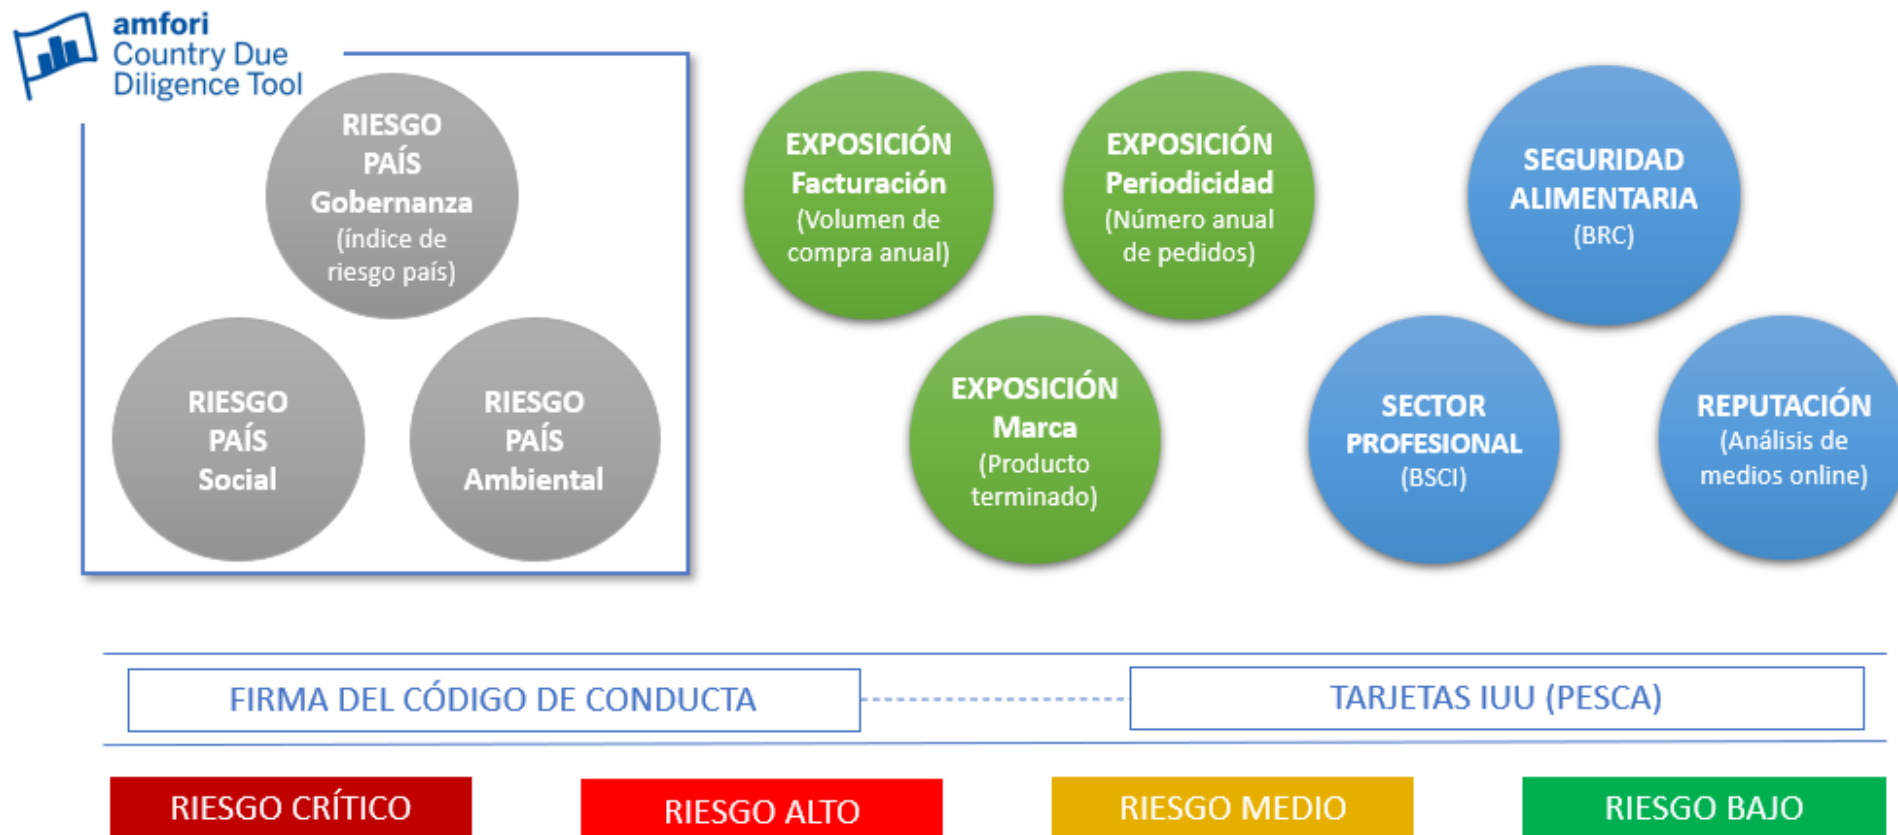 amfori
Country Due
Diligence Tool
RIESGO
PAÍS
Gobernanza
(índice de
riesgo país)
RIESGO
PAÍS
Social
RIESGO
PAÍS
Ambiental
EXPOSICIÓN
Facturación
(Volumen de
compra anual)
EXPOSICIÓN
Periodicidad
(Número anual
de pedidos)
EXPOSICIÓN
Marca
(Producto
terminado)
SEGURIDAD
ALIMENTARIA
(BRC)
SECTOR
PROFESIONAL
(BSCI)
REPUTACIÓN
(Análisis de
medios online)
FIRMA DEL CÓDIGO DE CONDUCTA
TARJETAS IUU (PESCA)
RIESGO CRÍTICO
RIESGO ALTO
RIESGO MEDIO
RIESGO BAJO